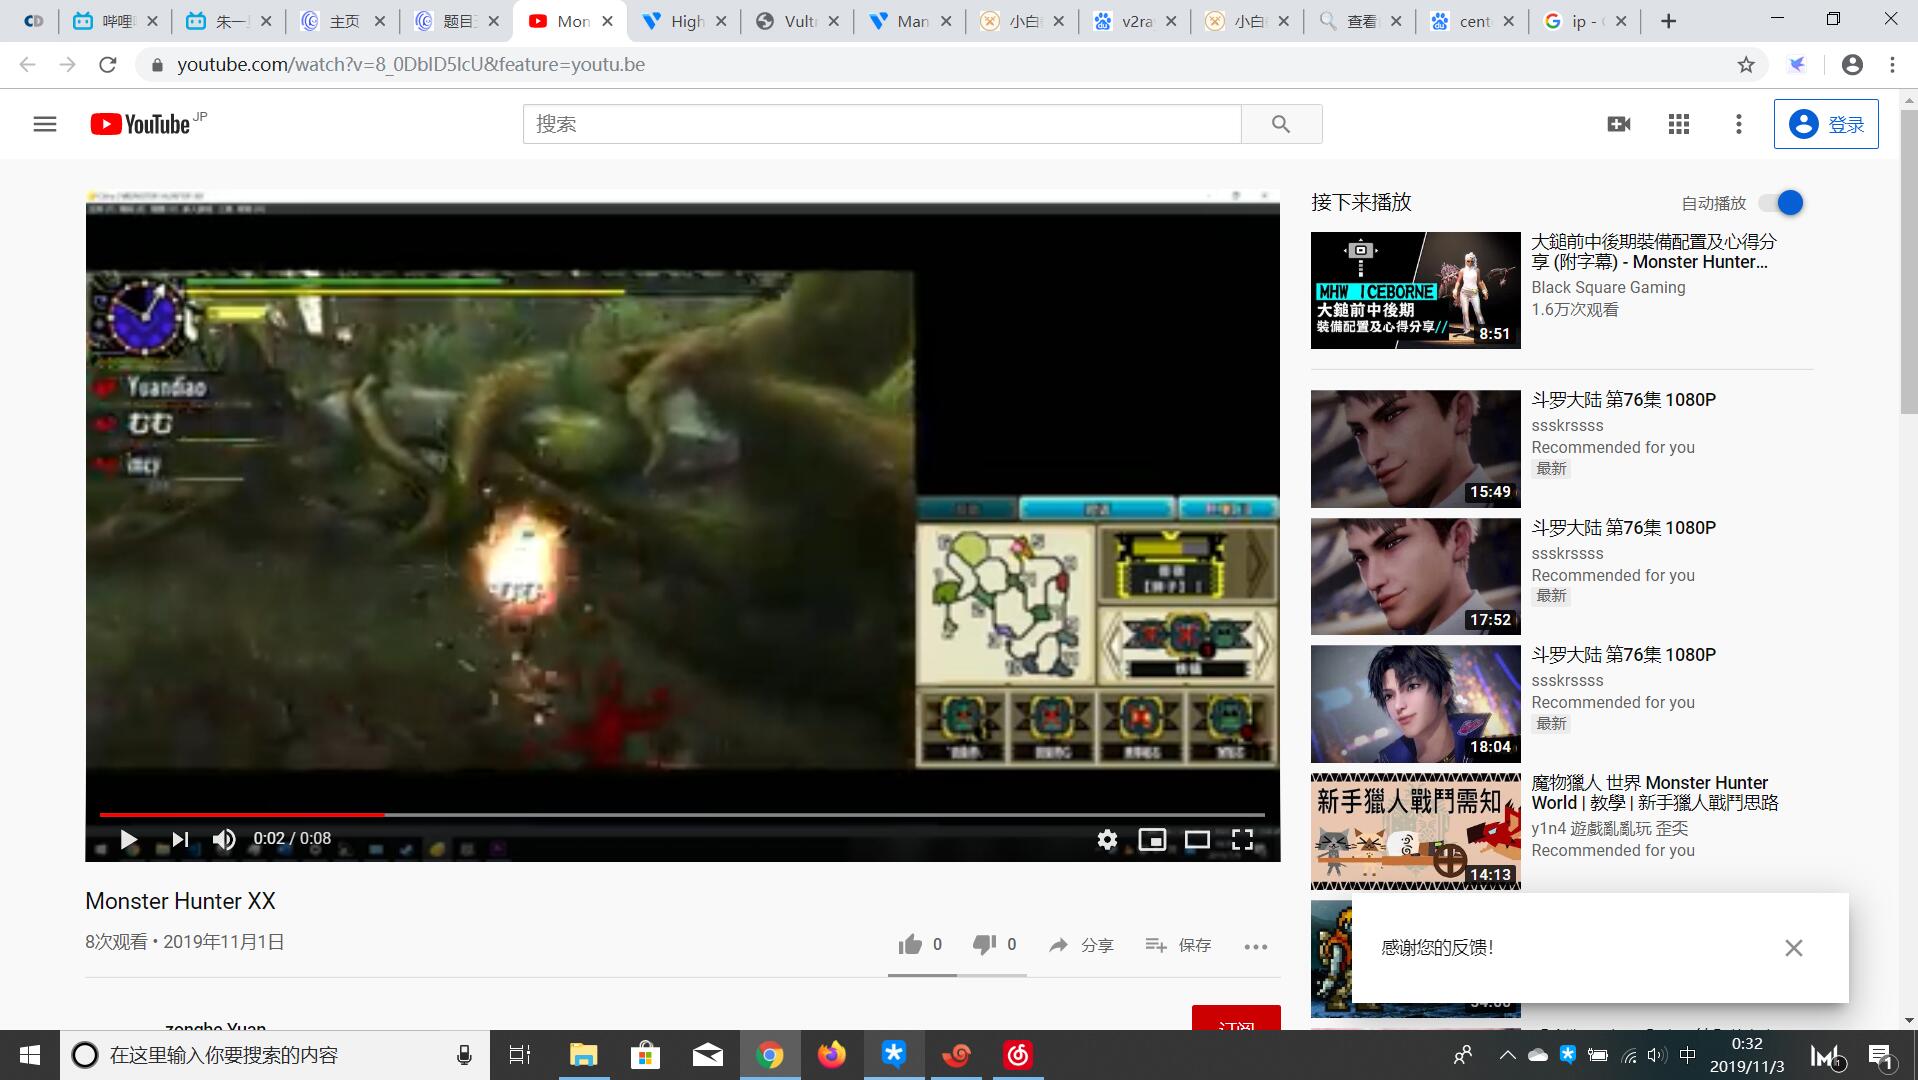 CD
哔哩
朱一
主页
题目
Mon
High
Vult
Man
小白
v2ra
小白
查看
cent
ip -
youtube.com/watch?v=8_0DbID5IcU&feature=youtu.be
YouTube JP
搜索
登录
Yuandiao
むむ
0:02 / 0:08
Monster Hunter XX
8次观看 • 2019年11月1日
0
0
分享
保存
zonghe Yuan
订阅
接下来播放
自动播放
MHW ICEBORNE
大鎚前中後期
裝備配置及心得分享//
8:51
大鎚前中後期裝備配置及心得分
享 (附字幕) - Monster Hunter...
Black Square Gaming
1.6万次观看
15:49
斗罗大陆 第76集 1080P
ssskrssss
Recommended for you
最新
17:52
斗罗大陆 第76集 1080P
ssskrssss
Recommended for you
最新
18:04
斗罗大陆 第76集 1080P
ssskrssss
Recommended for you
最新
新手獵人戰鬥需知
14:13
魔物獵人 世界 Monster Hunter
World | 教學 | 新手獵人戰鬥思路
y1n4 遊戲亂亂玩 歪奀
Recommended for you
感谢您的反馈！
在这里输入你要搜索的内容
中
0:32
2019/11/3
1
1